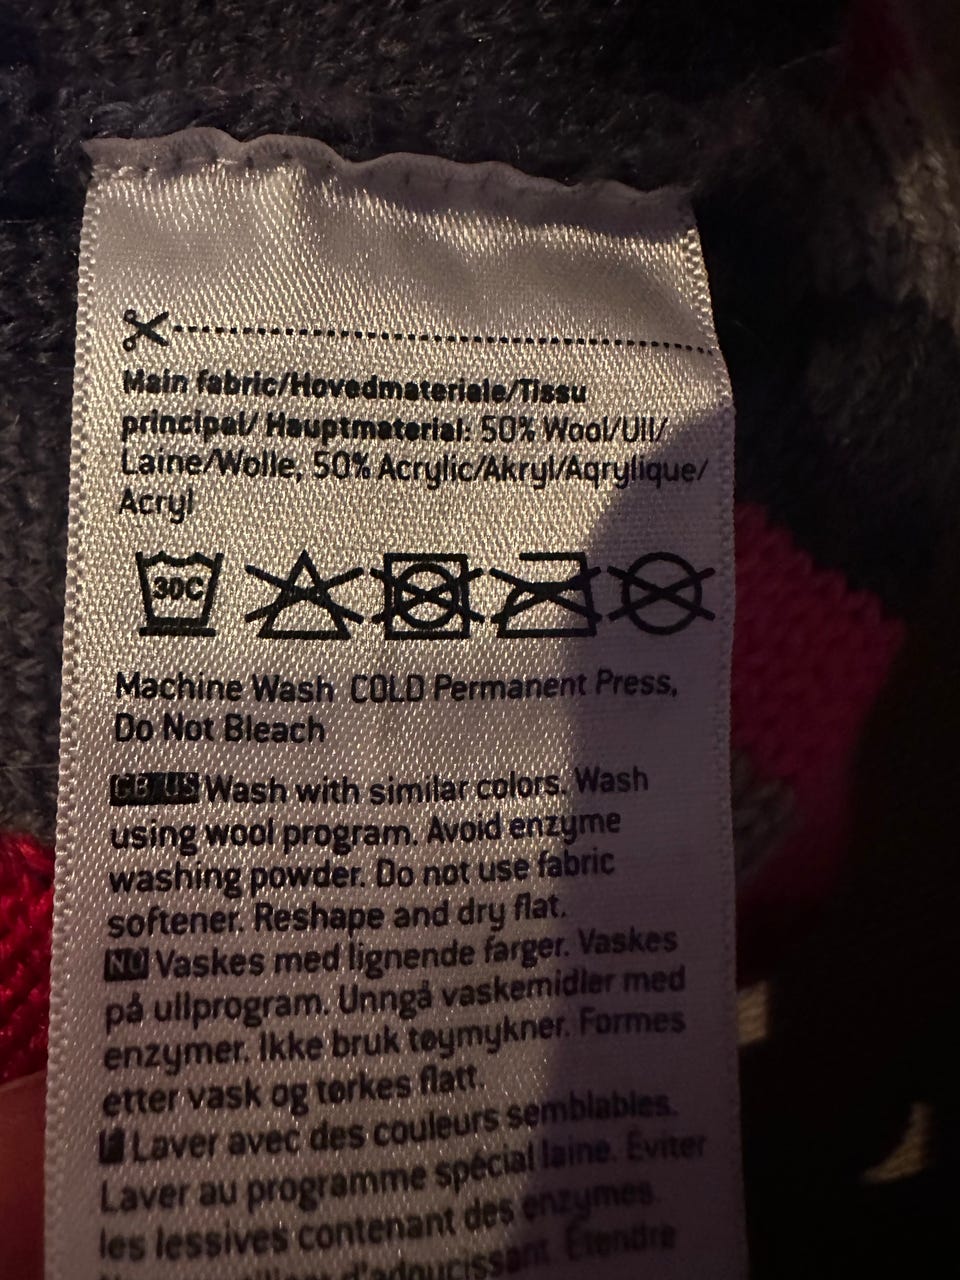 Main fabric/Hovedmateriale/Tissu
principal/ Hauptmaterial: 50% Wool/Ull/
Laine/Wolle, 50% Acrylic/Akryl/Aqrylique/
Acryl
30C
Machine Wash COLD Permanent Press,
Do Not Bleach
GB/US Wash with similar colors. Wash
using wool program. Avoid enzyme
washing powder. Do not use fabric
softener. Reshape and dry flat.
NO Vaskes med lignende farger. Vaskes
på ullprogram. Unngå vaskemidler med
enzymer. Ikke bruk tøymykner. Formes
etter vask og tørkes flatt.
F Laver avec des couleurs semblables.
Laver au programme spécial laine. Éviter
les lessives contenant des enzymes.
d'adoucissant. Étendre